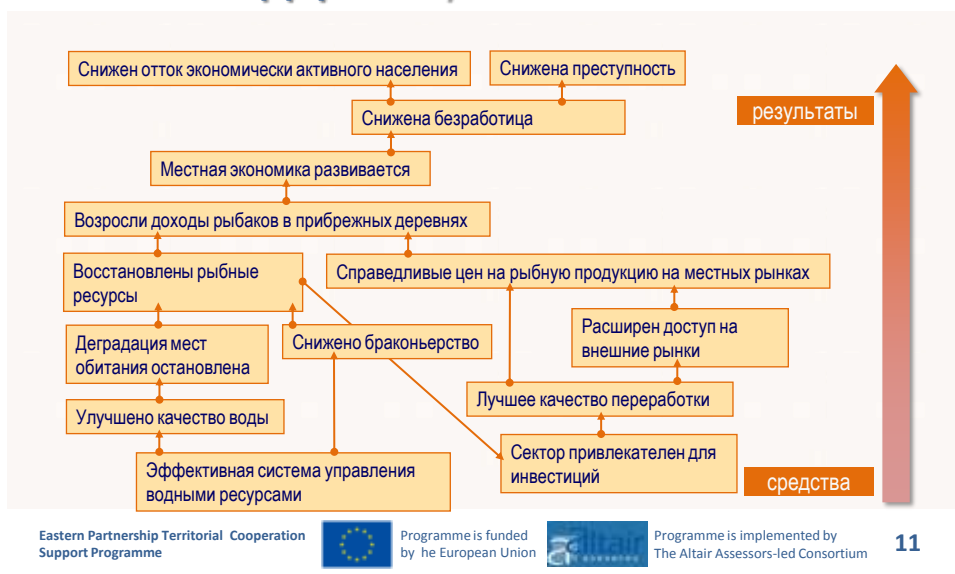 Снижен отток экономически активного населения
Снижена преступность
Снижена безработица
результаты
Местная экономика развивается
Возросли доходы рыбаков в прибрежных деревнях
Восстановлены рыбные
ресурсы
Справедливые цен на рыбную продукцию на местных рынках
Деградация мест
обитания остановлена
Снижено браконьерство
Расширен доступ на
внешние рынки
Улучшено качество воды
Лучшее качество переработки
Эффективная система управления
водными ресурсами
Сектор привлекателен для
инвестиций
средства
Eastern Partnership Territorial Cooperation
Support Programme
Programme is funded
by he European Union
altair
Programme is implemented by
The Altair Assessors-led Consortium
11